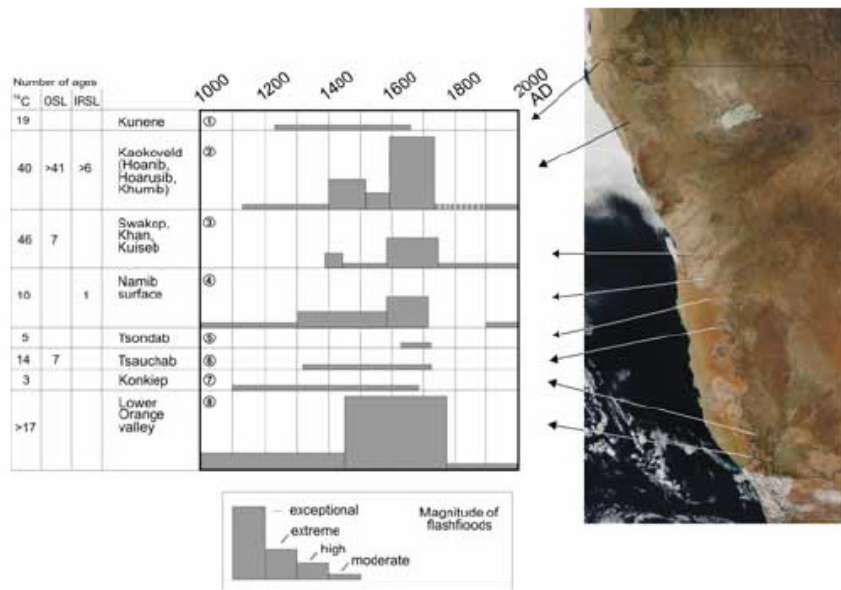 Number of ages
14C OSL IRSL
1000 1200 1400 1600 1800 2000
AD
19 Kunene ①
40 >41 >6 Kaokoveld ②
(Hoanib,
Hoarusib,
Khumib)
46 7 Swakop, ③
Khan,
Kuiseb
10 1 Namib ④
surface
5 Tsondab ⑤
14 7 Tsauchab ⑥
3 Konkiep ⑦
>17 Lower ⑧
Orange
valley
exceptional
extreme
high
moderate
Magnitude of
flashfloods